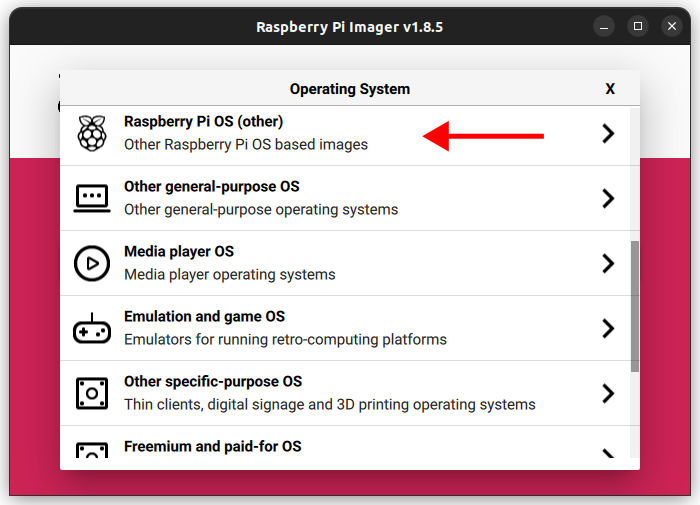 Raspberry Pi Imager v1.8.5
Operating System X
Raspberry Pi OS (other)
Other Raspberry Pi OS based images
Other general-purpose OS
Other general-purpose operating systems
Media player OS
Media player operating systems
Emulation and game OS
Emulators for running retro-computing platforms
Other specific-purpose OS
Thin clients, digital signage and 3D printing operating systems
Freemium and paid-for OS